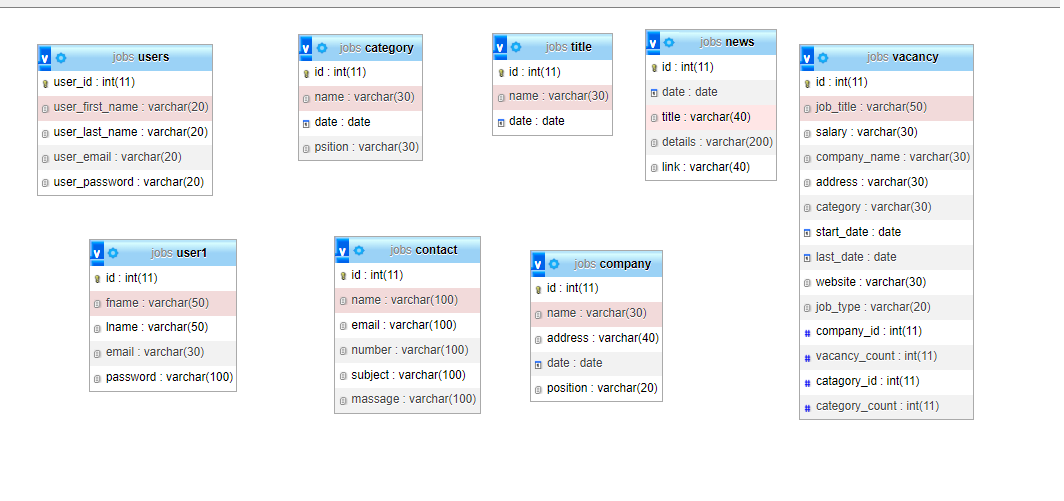 jobs users
user_id : int(11)
user_first_name : varchar(20)
user_last_name : varchar(20)
user_email : varchar(20)
user_password : varchar(20)
jobs category
id : int(11)
name : varchar(30)
date : date
psition : varchar(30)
jobs title
id : int(11)
name : varchar(30)
date : date
jobs news
id : int(11)
date : date
title : varchar(40)
details : varchar(200)
link : varchar(40)
jobs vacancy
id : int(11)
job_title : varchar(50)
salary : varchar(30)
company_name : varchar(30)
address : varchar(30)
category : varchar(30)
start_date : date
last_date : date
website : varchar(30)
job_type : varchar(20)
company_id : int(11)
vacancy_count : int(11)
catagory_id : int(11)
category_count : int(11)
jobs user1
id : int(11)
fname : varchar(50)
lname : varchar(50)
email : varchar(30)
password : varchar(100)
jobs contact
id : int(11)
name : varchar(100)
email : varchar(100)
number : varchar(100)
subject : varchar(100)
massage : varchar(100)
jobs company
id : int(11)
name : varchar(30)
address : varchar(40)
date : date
position : varchar(20)